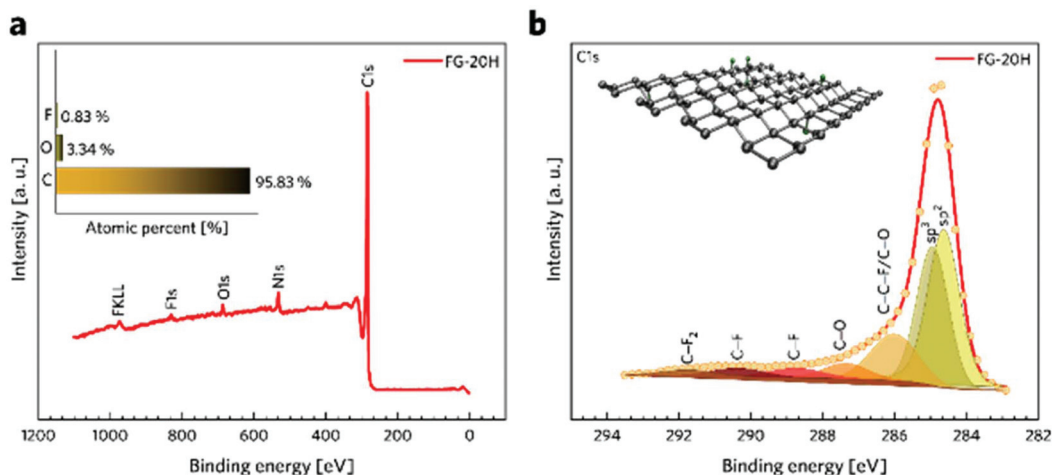 a
FG-20H
C1s
F 0.83 %
O 3.34 %
C 95.83 %
Atomic percent [%]
FKLL
F1s
O1s
N1s
Intensity [a. u.]
1200 1000 800 600 400 200 0
Binding energy [eV]
b
C1s
FG-20H
sp³
sp²
C–C–F/C–O
C–O
C–F
C–F
C–F₂
Intensity [a. u.]
294 292 290 288 286 284 282
Binding energy [eV]